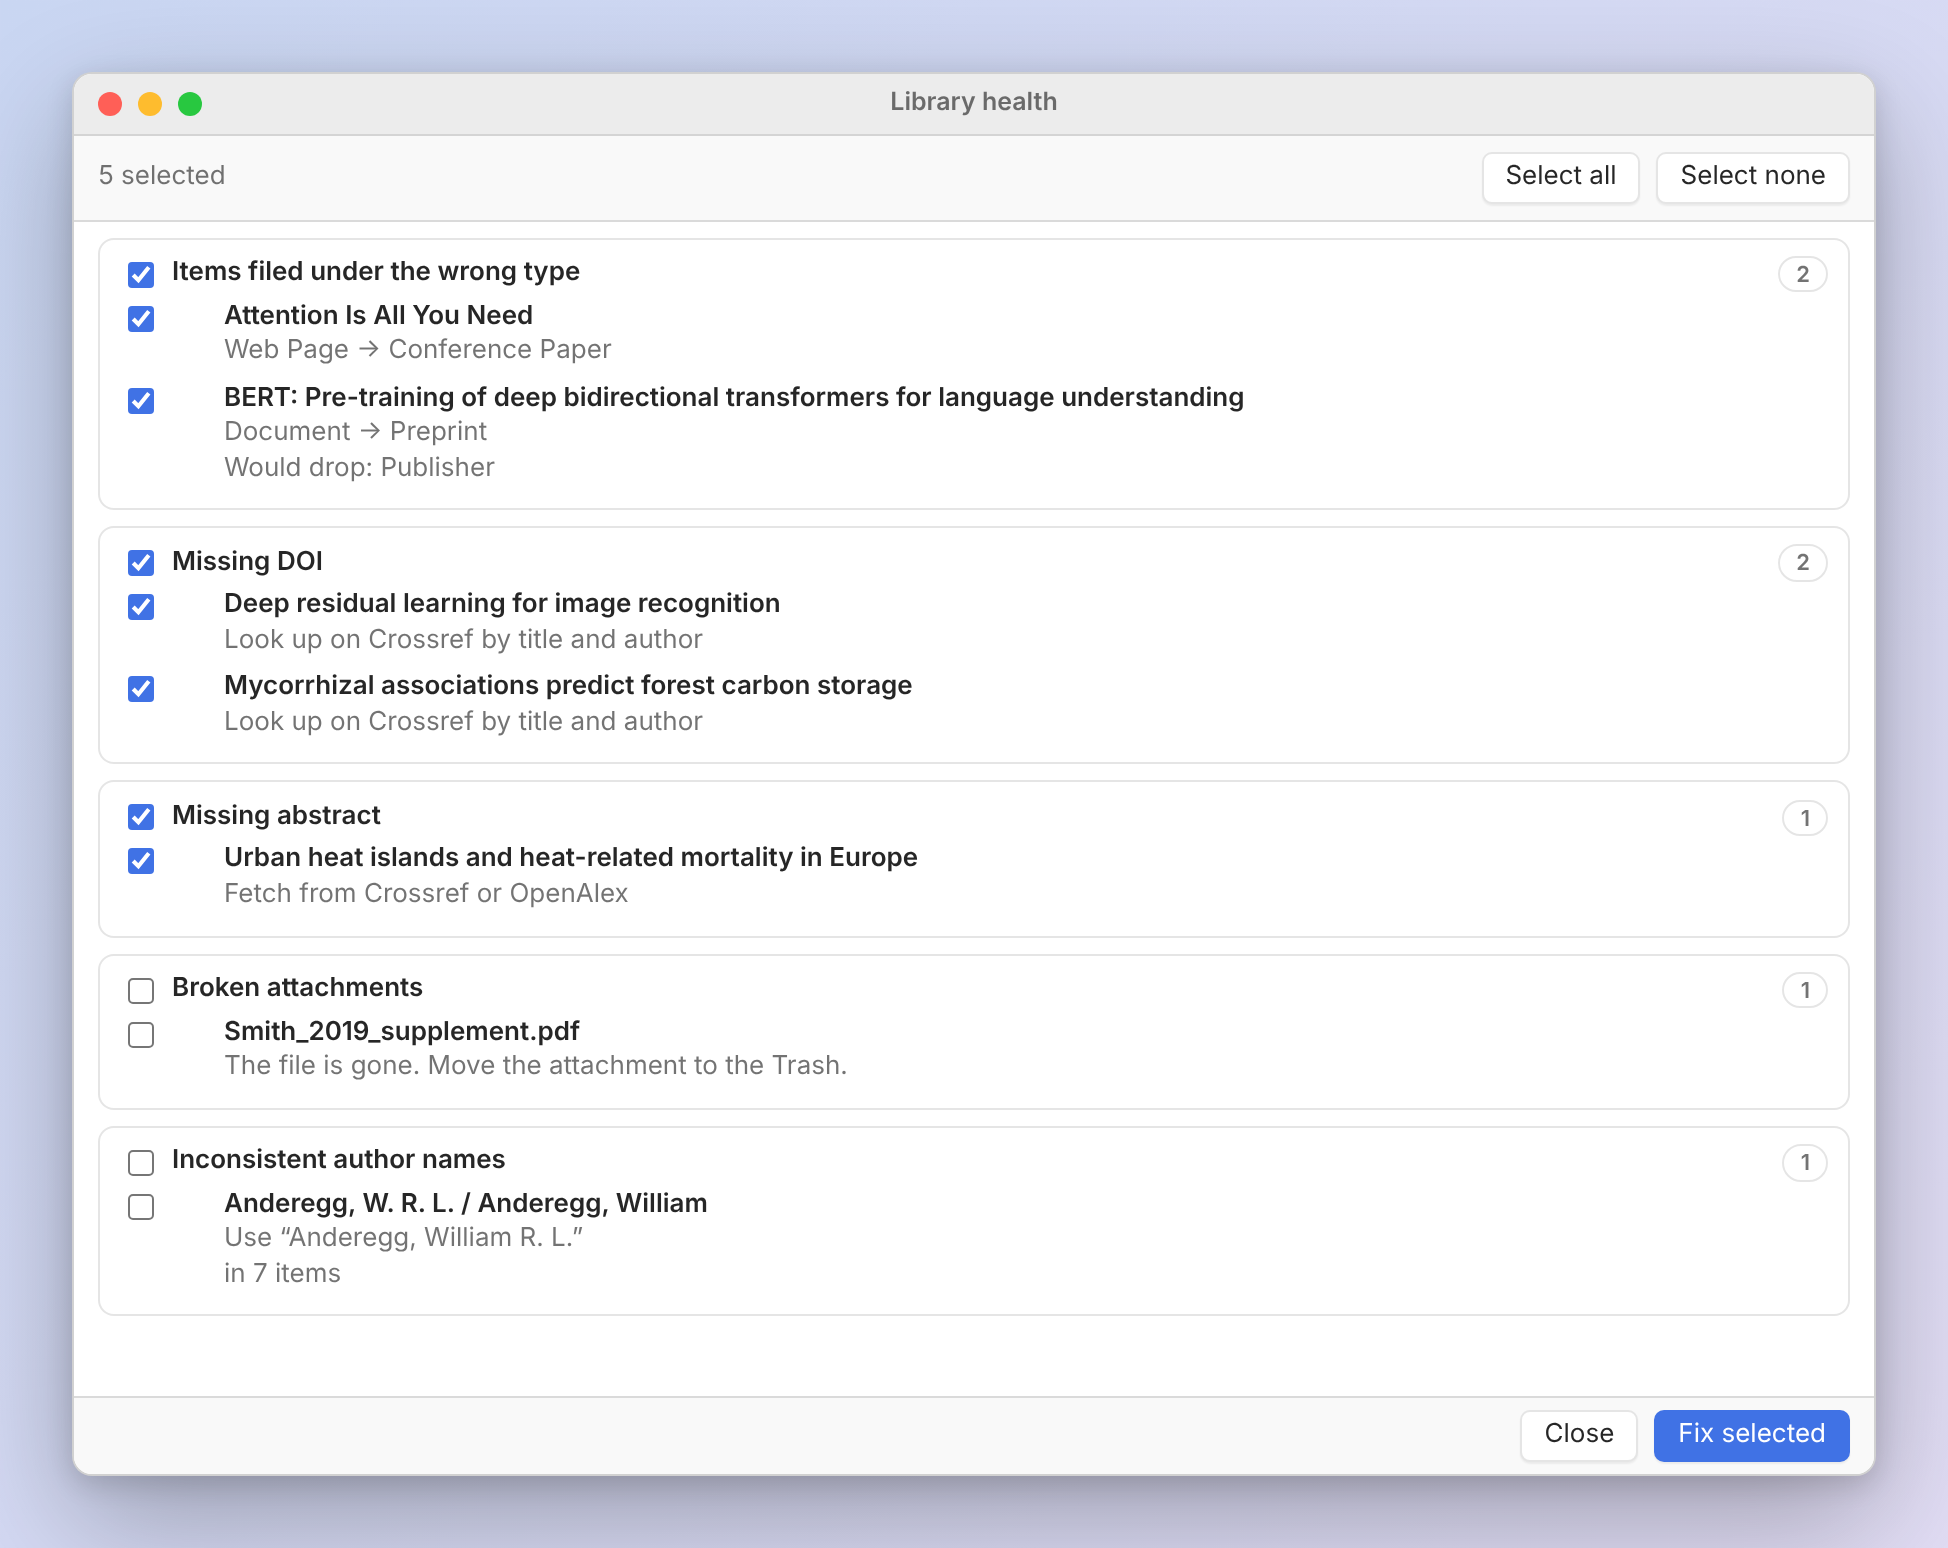 Library health
5 selected
Select all
Select none
Items filed under the wrong type
2
Attention Is All You Need
Web Page → Conference Paper
BERT: Pre-training of deep bidirectional transformers for language understanding
Document → Preprint
Would drop: Publisher
Missing DOI
2
Deep residual learning for image recognition
Look up on Crossref by title and author
Mycorrhizal associations predict forest carbon storage
Look up on Crossref by title and author
Missing abstract
1
Urban heat islands and heat-related mortality in Europe
Fetch from Crossref or OpenAlex
Broken attachments
1
Smith_2019_supplement.pdf
The file is gone. Move the attachment to the Trash.
Inconsistent author names
1
Anderegg, W. R. L. / Anderegg, William
Use “Anderegg, William R. L.”
in 7 items
Close
Fix selected